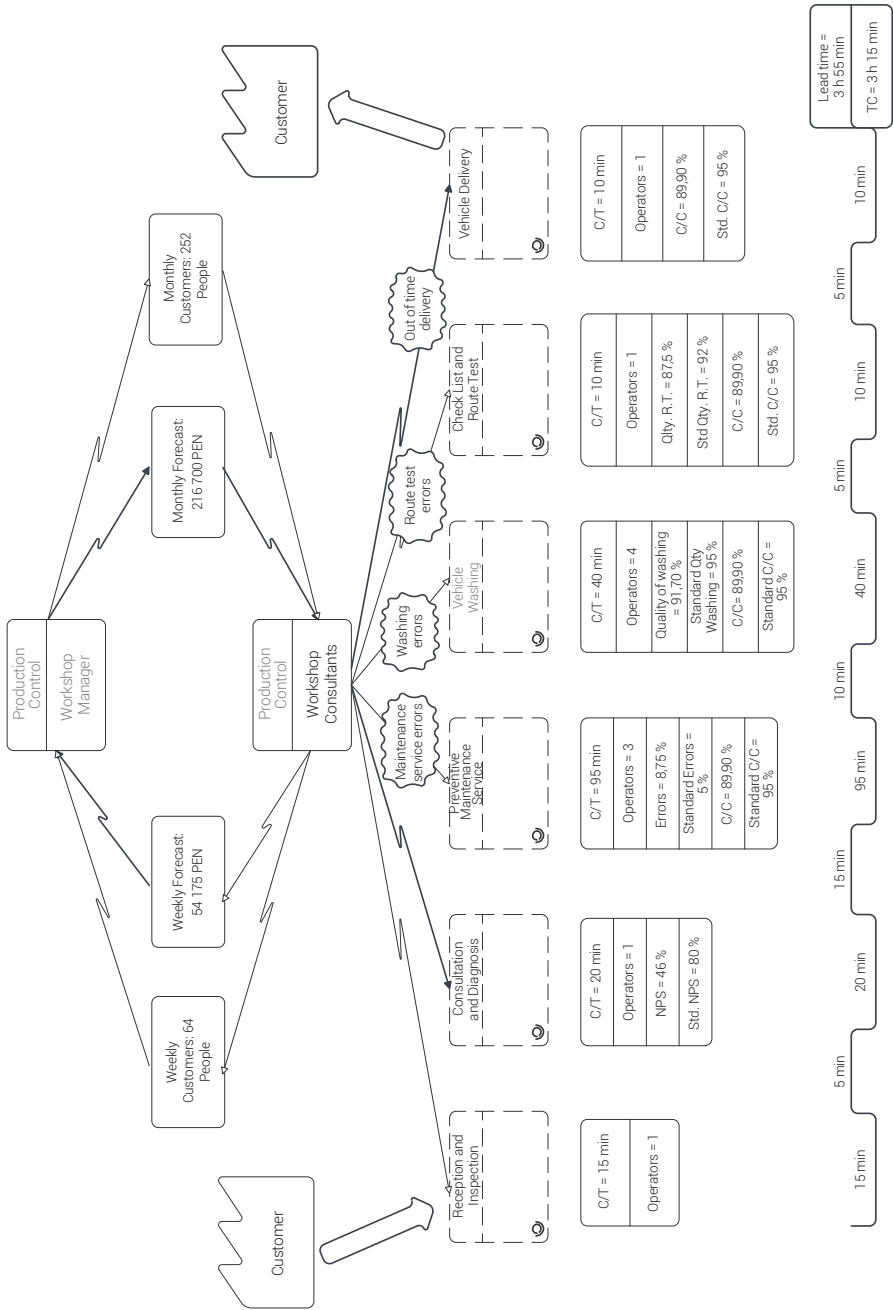 Production
Control
Workshop
Manager
Weekly
Customers: 64
People
Weekly Forecast:
54 175 PEN
Monthly Forecast:
216 700 PEN
Monthly
Customers: 252
People
Customer
Production
Control
Workshop
Consultants
Customer
Maintenance
service errors
Washing
errors
Route test
errors
Out of time
delivery
Reception and
Inspection
Consultation
and Diagnosis
Preventive
Maintenance
Service
Vehicle
Washing
Check List and
Route Test
Vehicle Delivery
C/T = 15 min
Operators = 1
C/T = 20 min
Operators = 1
NPS = 46 %
Std. NPS = 80 %
C/T = 95 min
Operators = 3
Errors = 8,75 %
Standard Errors =
5 %
C/C = 89,90 %
Standard C/C =
95 %
C/T = 40 min
Operators = 4
Quality of washing
= 91,70 %
Standard Qty
Washing = 95 %
C/C= 89,90 %
Standard C/C =
95 %
C/T = 10 min
Operators = 1
Qlty. R.T. = 87,5 %
Std Qty. R.T. = 92 %
C/C = 89,90 %
Std. C/C = 95 %
C/T = 10 min
Operators = 1
C/C = 89,90 %
Std. C/C = 95 %
15 min
5 min
20 min
15 min
95 min
10 min
40 min
5 min
10 min
5 min
10 min
Lead time =
3 h 55 min
TC = 3 h 15 min